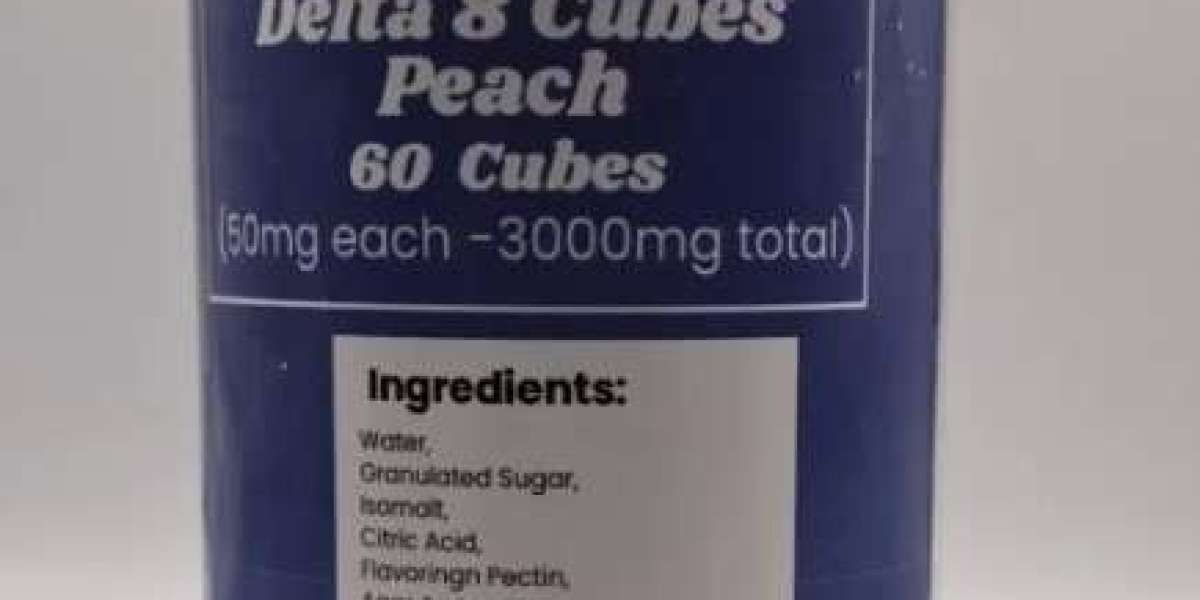 Delta 8 Cubes
Peach
60 Cubes
(50mg each -3000mg total)
Ingredients:
Water,
Granulated Sugar,
Isomalt,
Citric Acid,
Flavoringn Pectin,